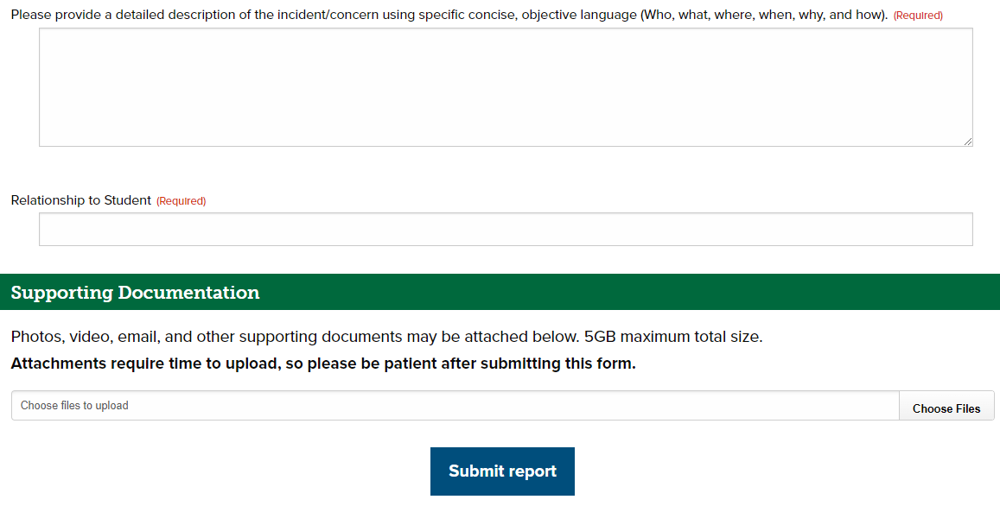 Please provide a detailed description of the incident/concern using specific concise, objective language (Who, what, where, when, why, and how). (Required)
Relationship to Student (Required)
Supporting Documentation
Photos, video, email, and other supporting documents may be attached below. 5GB maximum total size.
Attachments require time to upload, so please be patient after submitting this form.
Choose files to upload
Choose Files
Submit report